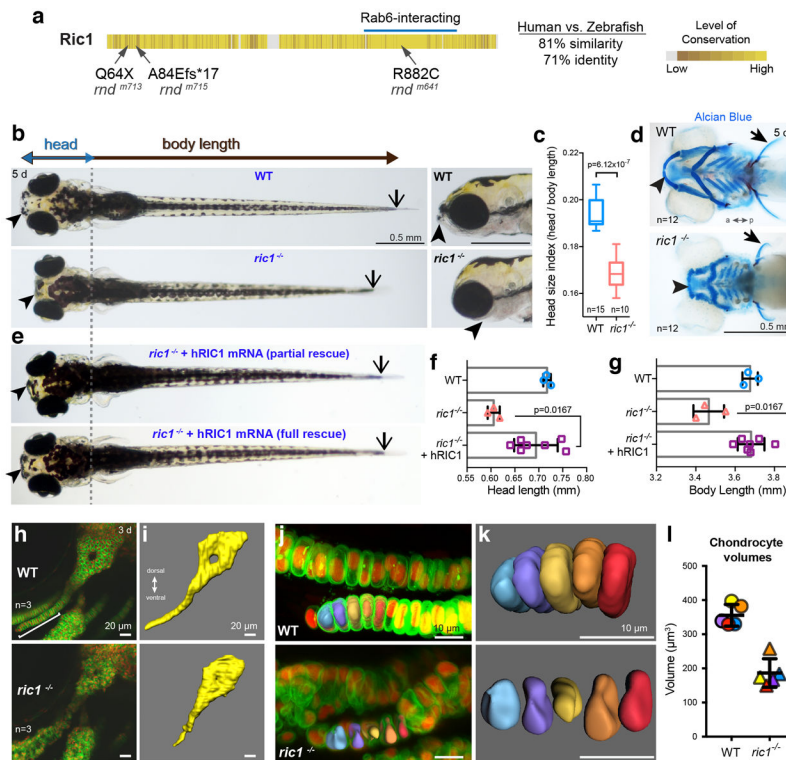 a
Rab6-interacting
Ric1
Q64X
rnd m713
A84Efs*17
rnd m715
R882C
rnd m641
Human vs. Zebrafish
81% similarity
71% identity
Level of
Conservation
Low
High
b
head
body length
5 d
WT
0.5 mm
ric1 -/-
WT
ric1 -/-
c
Head size index (head / body length)
p=6.12x10-7
0.20
0.18
0.16
n=15
n=10
WT
ric1-/-
0.22
d
Alcian Blue
WT
5 d
n=12
a
p
ric1 -/-
n=12
0.5 mm
e
ric1-/- + hRIC1 mRNA (partial rescue)
ric1-/- + hRIC1 mRNA (full rescue)
f
WT
ric1-/-
ric1-/-
+ hRIC1
p=0.0167
0.55
0.60
0.65
0.70
0.75
0.80
Head length (mm)
g
WT
ric1-/-
ric1-/-
+ hRIC1
p=0.0167
3.2
3.4
3.6
3.8
Body Length (mm)
h
3 d
WT
n=3
20 µm
ric1 -/-
n=3
i
dorsal
ventral
20 µm
j
WT
10 µm
ric1 -/-
k
10 µm
l
Chondrocyte
volumes
Volume (µm3)
500
400
300
200
100
0
WT
ric1-/-